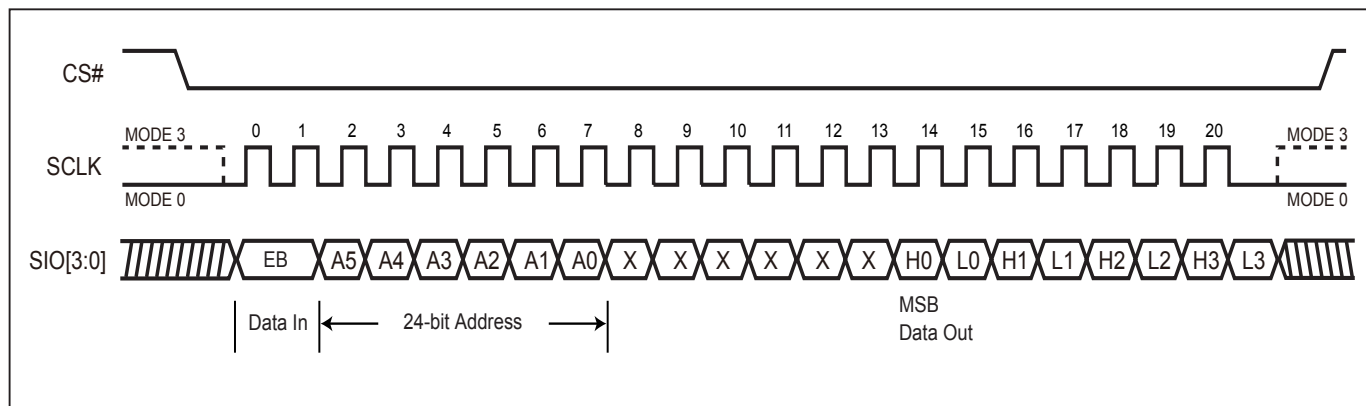 CS#
MODE 3 0 1 2 3 4 5 6 7 8 9 10 11 12 13 14 15 16 17 18 19 20 MODE 3
SCLK
MODE 0 MODE 0
SIO[3:0] EB A5 A4 A3 A2 A1 A0 X X X X X X H0 L0 H1 L1 H2 L2 H3 L3
Data In 24-bit Address MSB
Data Out